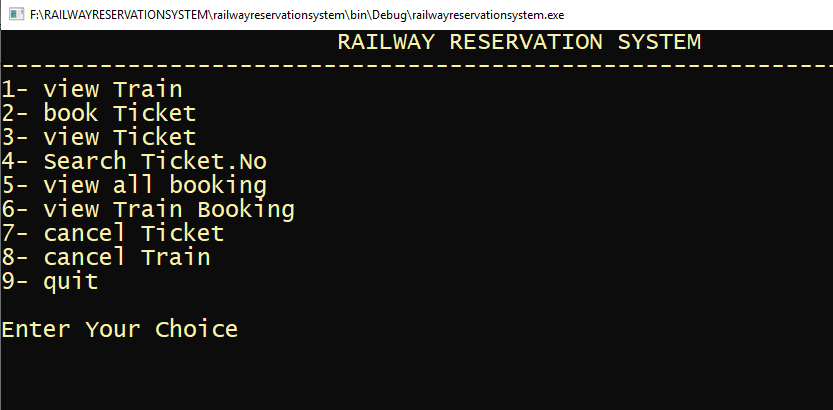 F:\RAILWAYRESERVATIONSYSTEM\railwayreservationsystem\bin\Debug\railwayreservationsystem.exe
RAILWAY RESERVATION SYSTEM
-----------------------------------------------------------
1- view Train
2- book Ticket
3- view Ticket
4- Search Ticket.No
5- view all booking
6- view Train Booking
7- cancel Ticket
8- cancel Train
9- quit
Enter Your Choice